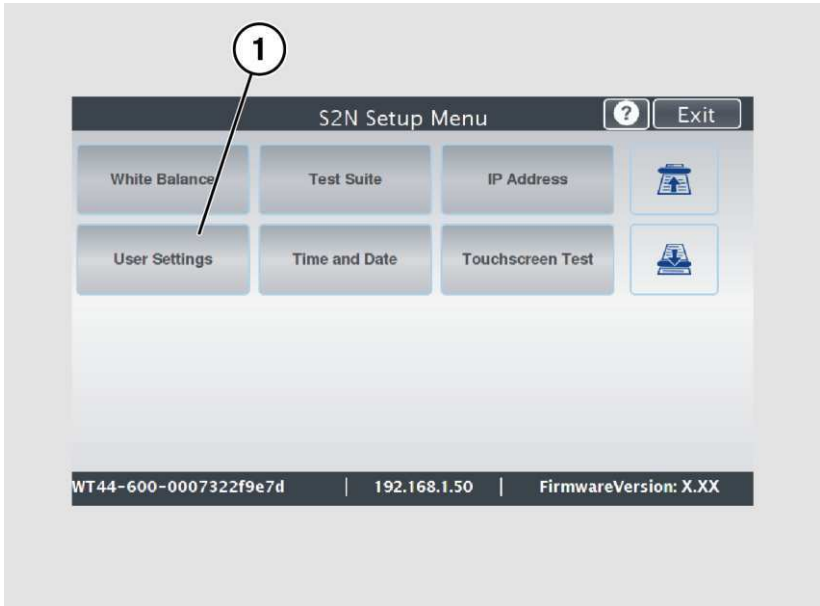 1
S2N Setup Menu ? Exit
White Balance Test Suite IP Address
User Settings Time and Date Touchscreen Test
WT44-600-0007322f9e7d | 192.168.1.50 | FirmwareVersion: X.XX